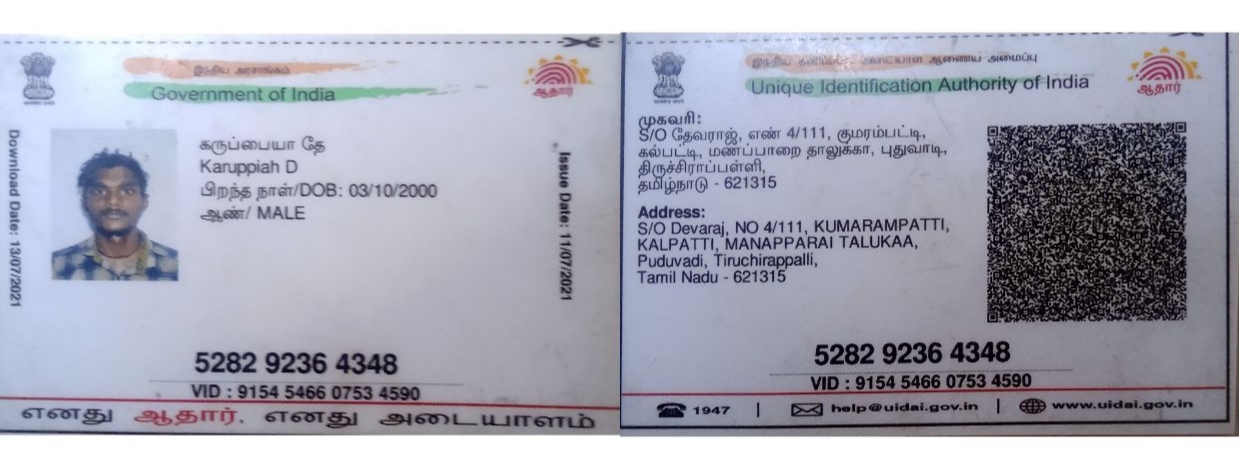 இந்திய அரசாங்கம்
Government of India
ஆதார்
Download Date: 13/07/2021
கருப்பையா தே
Karuppiah D
பிறந்த நாள்/DOB: 03/10/2000
ஆண்/ MALE
Issue Date: 11/07/2021
5282 9236 4348
VID : 9154 5466 0753 4590
எனது ஆதார், எனது அடையாளம்
இந்திய அடையாள ஆணைய அமைப்பு
Unique Identification Authority of India
ஆதார்
முகவரி:
S/O தேவராஜ், எண் 4/111, குமரம்பட்டி,
கல்பட்டி, மணப்பாறை தாலுக்கா, புதுவாடி,
திருச்சிராப்பள்ளி,
தமிழ்நாடு - 621315
Address:
S/O Devaraj, NO 4/111, KUMARAMPATTI,
KALPATTI, MANAPPARAI TALUKAA,
Puduvadi, Tiruchirappalli,
Tamil Nadu - 621315
5282 9236 4348
VID : 9154 5466 0753 4590
1947 | help@uidai.gov.in | www.uidai.gov.in